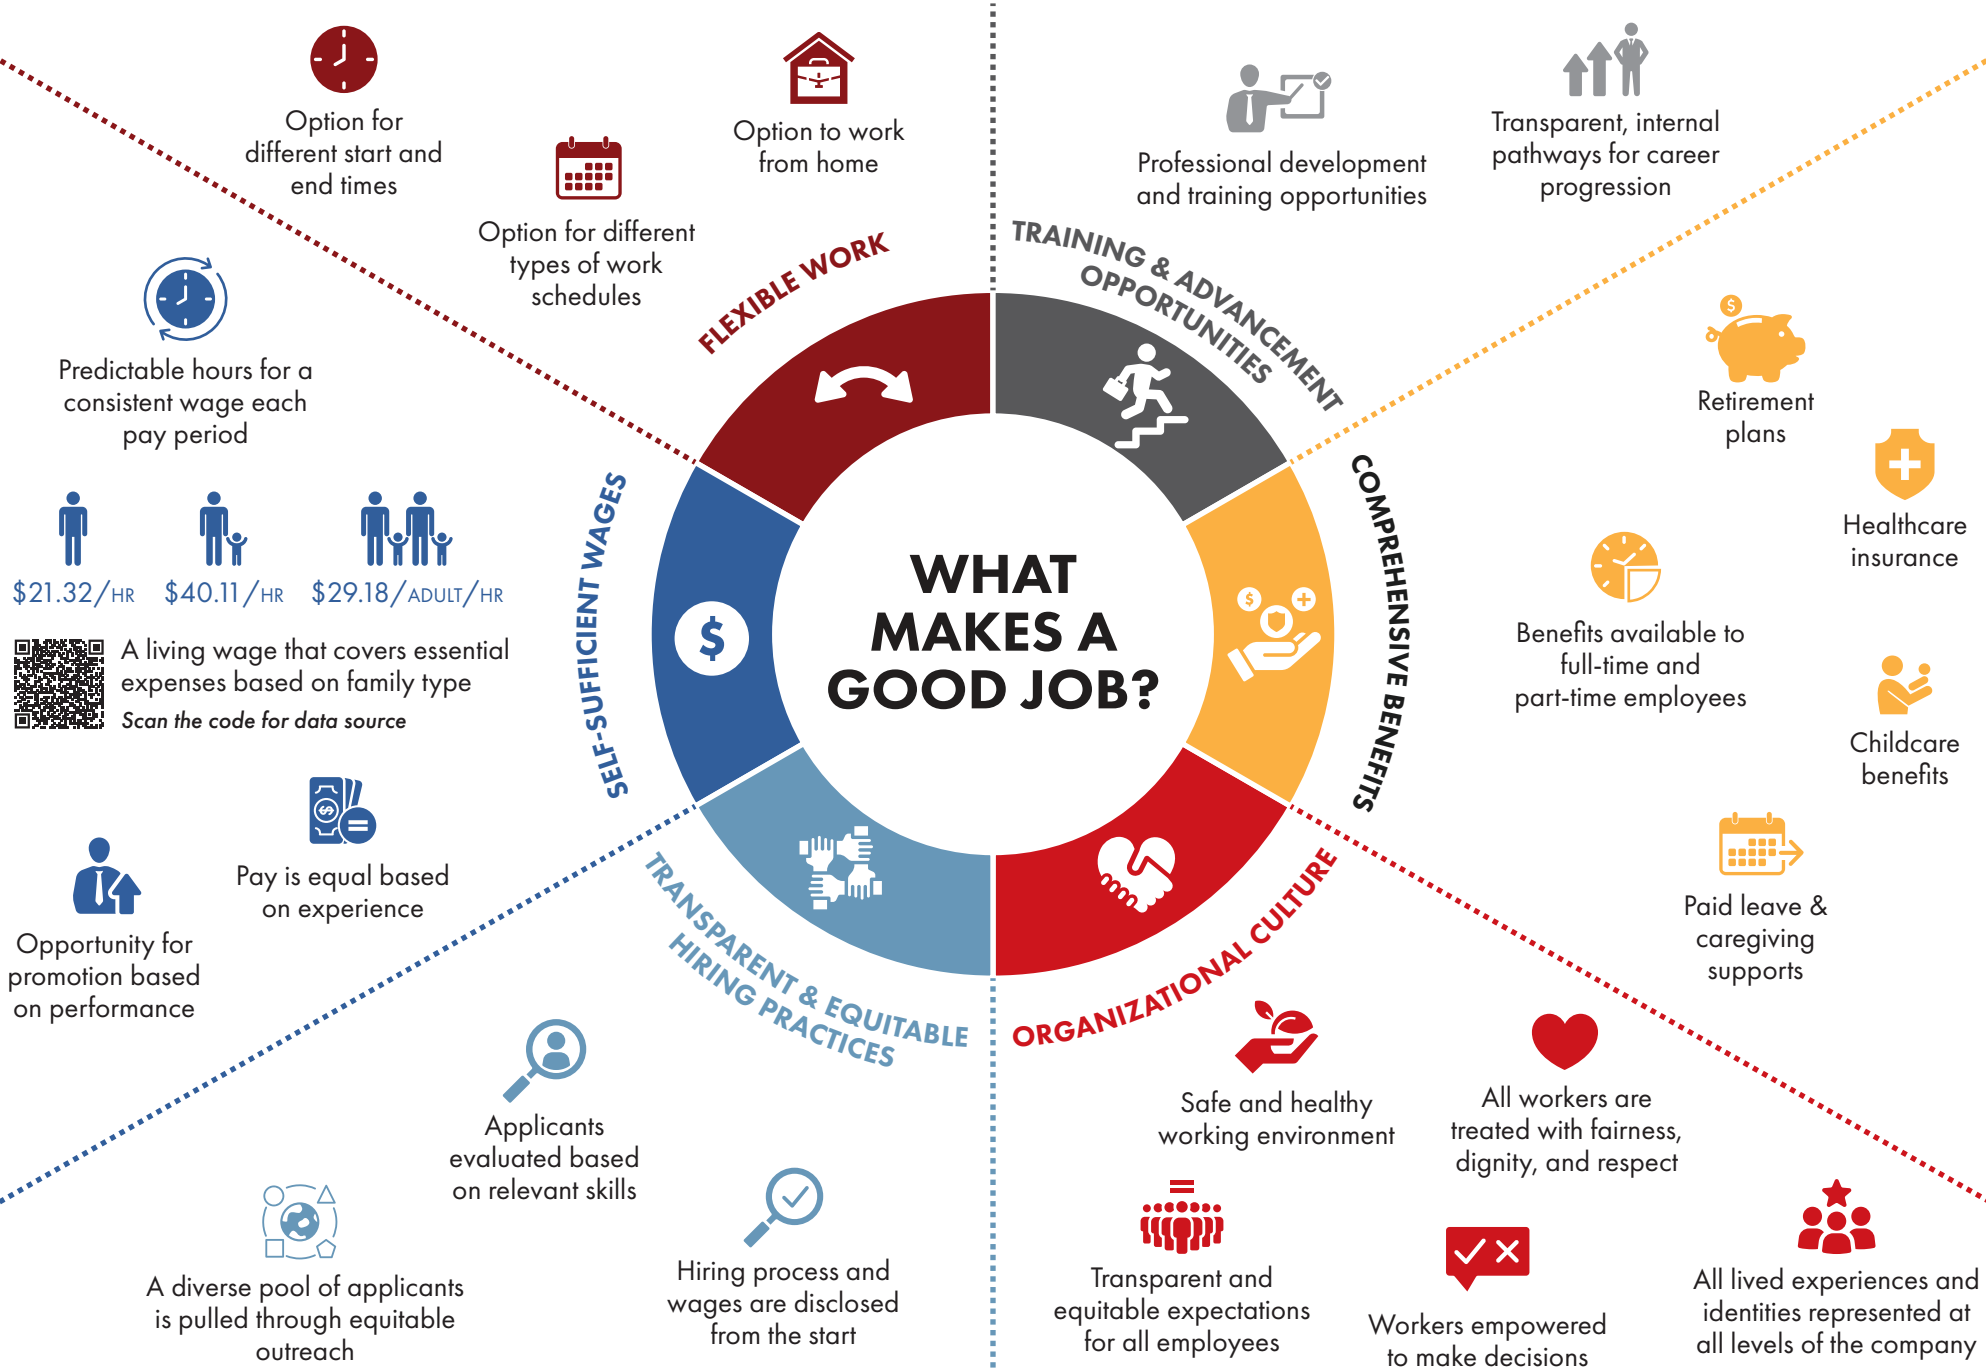 WHAT
MAKES A
GOOD JOB?
FLEXIBLE WORK
Option for
different start and
end times
Option for different
types of work
schedules
Option to work
from home
TRAINING & ADVANCEMENT
OPPORTUNITIES
Professional development
and training opportunities
Transparent, internal
pathways for career
progression
COMPREHENSIVE BENEFITS
Retirement
plans
Healthcare
insurance
Benefits available to
full-time and
part-time employees
Childcare
benefits
Paid leave &
caregiving
supports
ORGANIZATIONAL CULTURE
Safe and healthy
working environment
All workers are
treated with fairness,
dignity, and respect
Transparent and
equitable expectations
for all employees
Workers empowered
to make decisions
All lived experiences and
identities represented at
all levels of the company
TRANSPARENT & EQUITABLE
HIRING PRACTICES
Applicants
evaluated based
on relevant skills
A diverse pool of applicants
is pulled through equitable
outreach
Hiring process and
wages are disclosed
from the start
SELF-SUFFICIENT WAGES
Predictable hours for a
consistent wage each
pay period
$21.32/HR
$40.11/HR
$29.18/ADULT/HR
A living wage that covers essential
expenses based on family type
Scan the code for data source
Pay is equal based
on experience
Opportunity for
promotion based
on performance